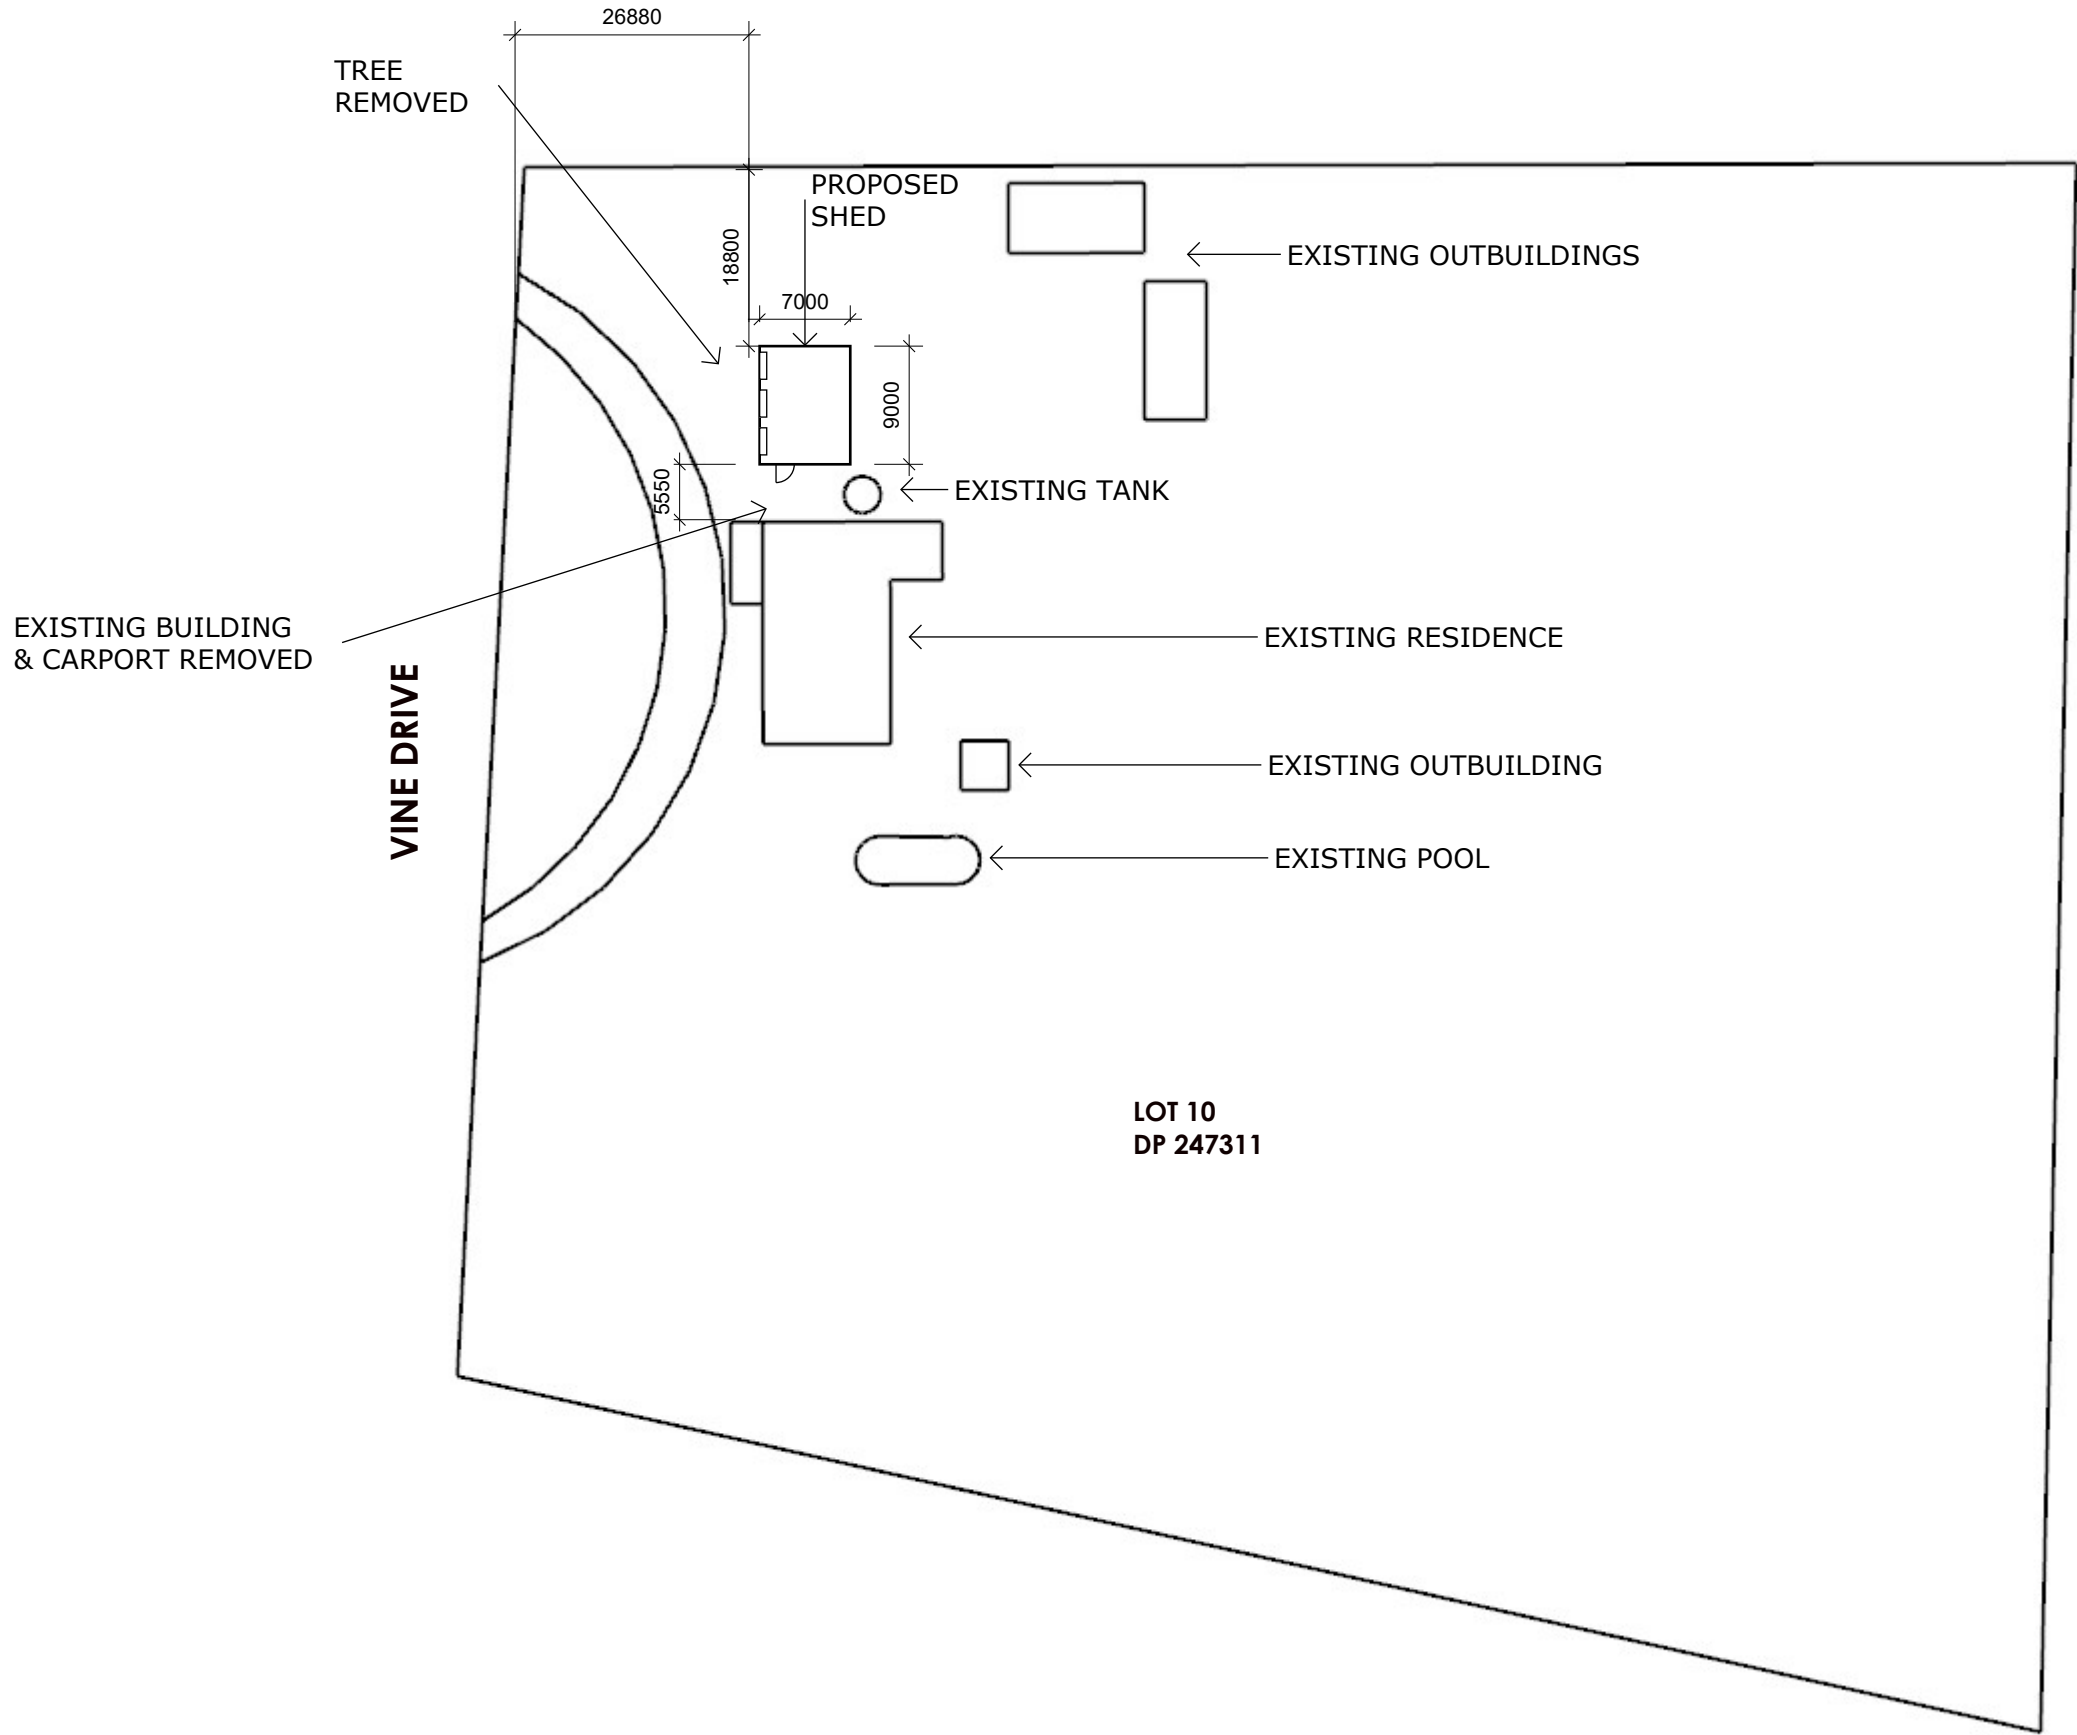 26880
TREE
REMOVED
PROPOSED
SHED
18800
EXISTING OUTBUILDINGS
7000
9000
5550
EXISTING TANK
EXISTING BUILDING
& CARPORT REMOVED
EXISTING RESIDENCE
VINE DRIVE
EXISTING OUTBUILDING
EXISTING POOL
LOT 10
DP 247311